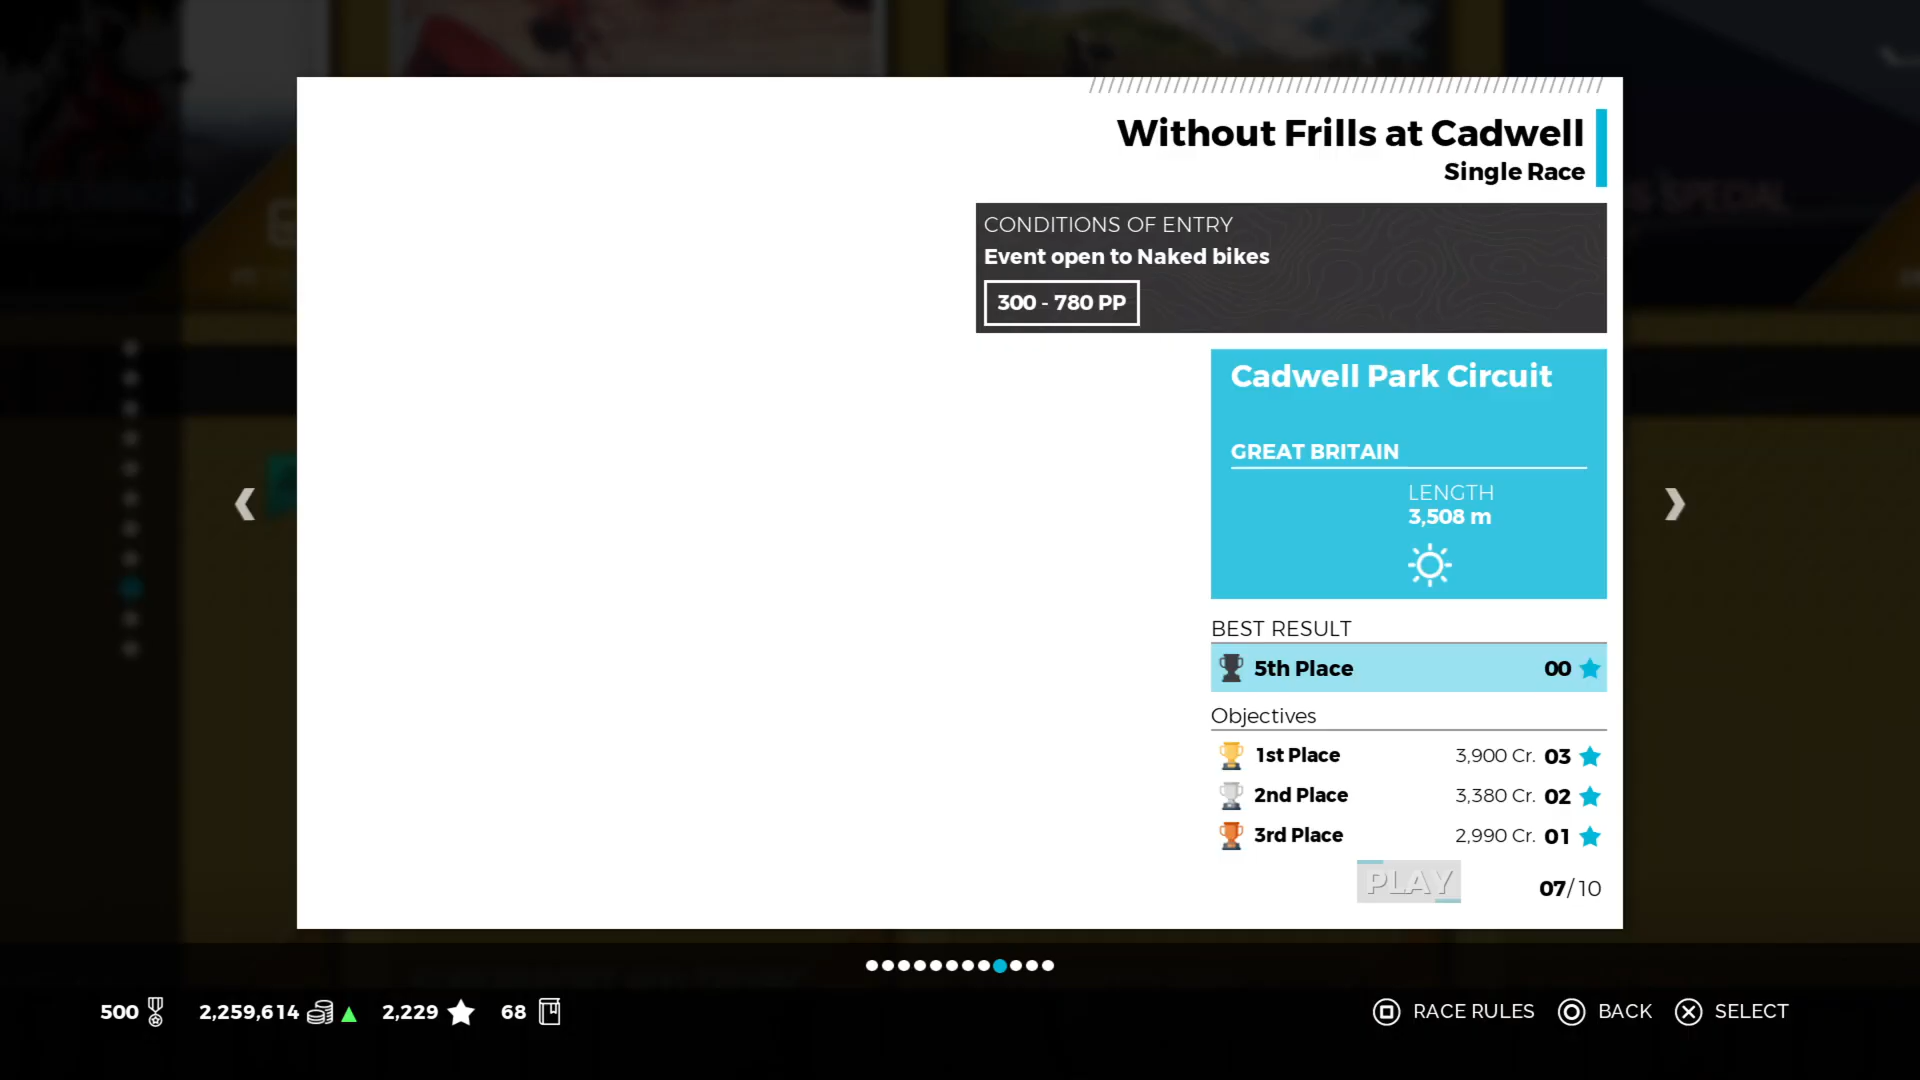 Without Frills at Cadwell
Single Race
CONDITIONS OF ENTRY
Event open to Naked bikes
300 - 780 PP
Cadwell Park Circuit
GREAT BRITAIN
LENGTH
3,508 m
BEST RESULT
5th Place 00
Objectives
1st Place 3,900 Cr. 03
2nd Place 3,380 Cr. 02
3rd Place 2,990 Cr. 01
PLAY
07/10
500 2,259,614 2,229 68
RACE RULES BACK SELECT